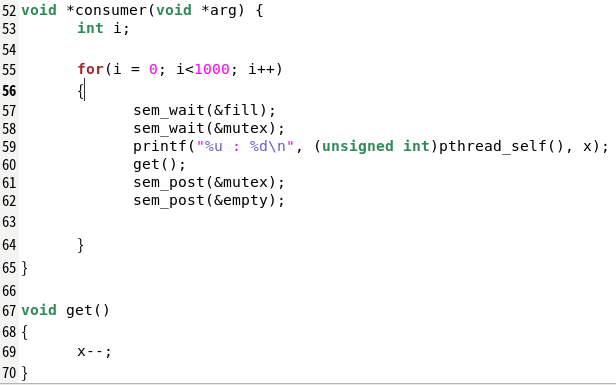 52 void *consumer(void *arg) {
53 int i;
54
55 for(i = 0; i<1000; i++)
56 {
57 sem_wait(&fill);
58 sem_wait(&mutex);
59 printf("%u : %d\n", (unsigned int)pthread_self(), x);
60 get();
61 sem_post(&mutex);
62 sem_post(&empty);
63
64 }
65 }
66
67 void get()
68 {
69 x--;
70 }